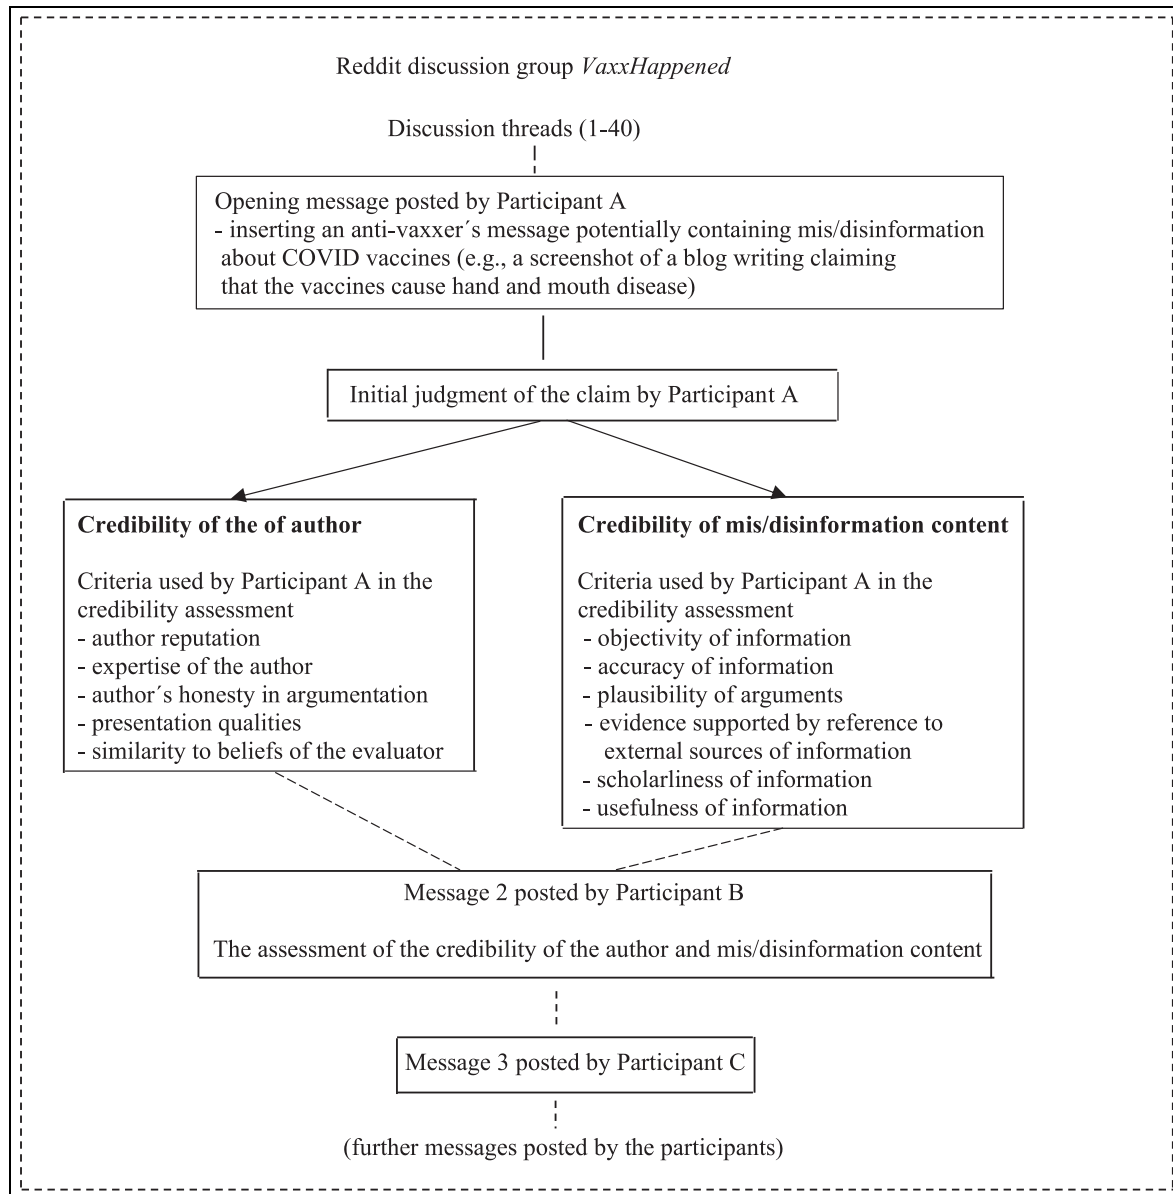 Reddit discussion group VaxxHappened
Discussion threads (1-40)
Opening message posted by Participant A
- inserting an anti-vaxxer´s message potentially containing mis/disinformation
about COVID vaccines (e.g., a screenshot of a blog writing claiming
that the vaccines cause hand and mouth disease)
Initial judgment of the claim by Participant A
Credibility of the of author
Criteria used by Participant A in the
credibility assessment
- author reputation
- expertise of the author
- author´s honesty in argumentation
- presentation qualities
- similarity to beliefs of the evaluator
Credibility of mis/disinformation content
Criteria used by Participant A in the
credibility assessment
- objectivity of information
- accuracy of information
- plausibility of arguments
- evidence supported by reference to
external sources of information
- scholarliness of information
- usefulness of information
Message 2 posted by Participant B
The assessment of the credibility of the author and mis/disinformation content
Message 3 posted by Participant C
(further messages posted by the participants)